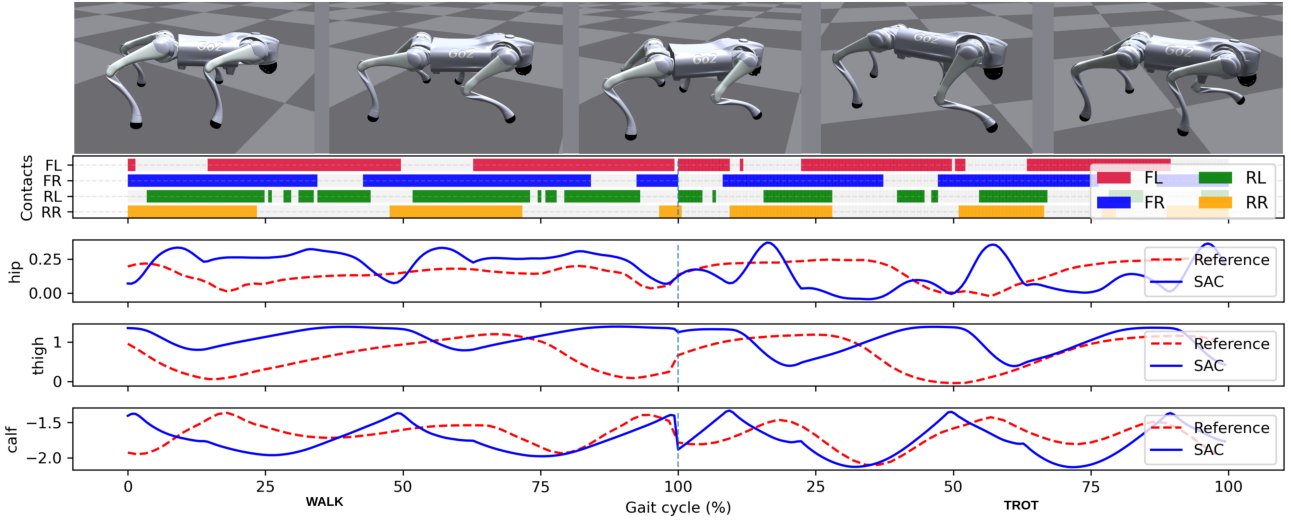 Go2 Go2 Go2 Go2 Go2
Contacts
FL
FR
RL
RR
FL RL
FR RR
hip
0.25
0.00
Reference
SAC
thigh
1
0
Reference
SAC
calf
−1.5
−2.0
Reference
SAC
0 25 50 75 100 25 50 75 100
WALK Gait cycle (%) TROT